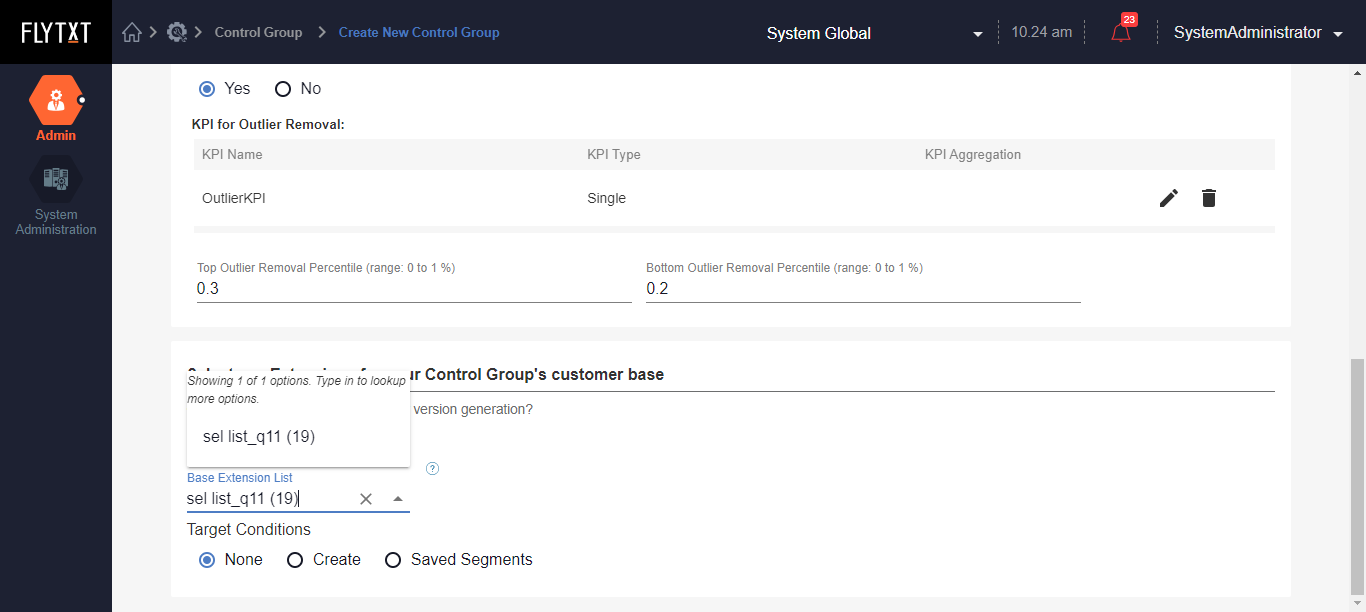 FLYTXT
Control Group
Create New Control Group
System Global
10.24 am
23
SystemAdministrator
Admin
System
Administration
Yes
No
KPI for Outlier Removal:
KPI Name
KPI Type
KPI Aggregation
OutlierKPI
Single
Top Outlier Removal Percentile (range: 0 to 1 %)
0.3
Bottom Outlier Removal Percentile (range: 0 to 1 %)
0.2
Control Group's customer base
Showing 1 of 1 options. Type in to lookup
more options.
version generation?
sel list_q11 (19)
?
Base Extension List
sel list_q11 (19)
Target Conditions
None
Create
Saved Segments